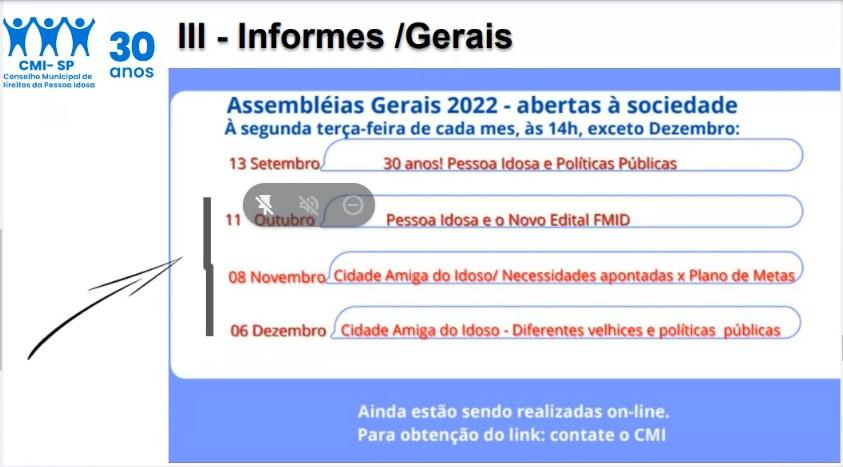 III - Informes /Gerais
CMI- SP
Conselho Municipal de
Direitos da Pessoa Idosa
30
anos
Assembléias Gerais 2022 - abertas à sociedade
À segunda terça-feira de cada mes, às 14h, exceto Dezembro:
13 Setembro 30 anos! Pessoa Idosa e Políticas Públicas
11 Outubro Pessoa Idosa e o Novo Edital FMID
08 Novembro Cidade Amiga do Idoso/ Necessidades apontadas x Plano de Metas
06 Dezembro Cidade Amiga do Idoso - Diferentes velhices e políticas públicas
Ainda estão sendo realizadas on-line.
Para obtenção do link: contate o CMI